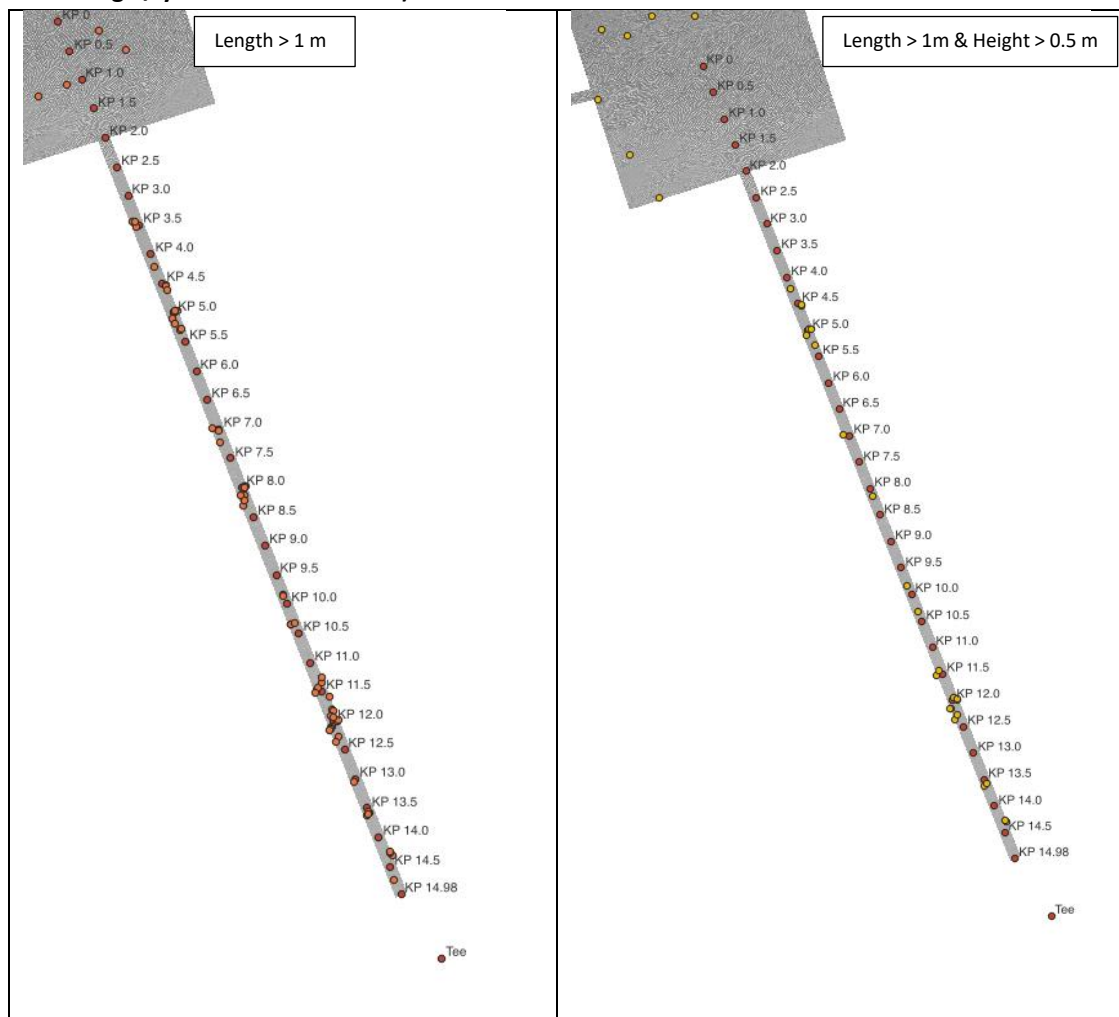 Length > 1 m
KP 0
KP 0.5
KP 1.0
KP 1.5
KP 2.0
KP 2.5
KP 3.0
KP 3.5
KP 4.0
KP 4.5
KP 5.0
KP 5.5
KP 6.0
KP 6.5
KP 7.0
KP 7.5
KP 8.0
KP 8.5
KP 9.0
KP 9.5
KP 10.0
KP 10.5
KP 11.0
KP 11.5
KP 12.0
KP 12.5
KP 13.0
KP 13.5
KP 14.0
KP 14.5
KP 14.98
Tee
Length > 1m & Height > 0.5 m
KP 0
KP 0.5
KP 1.0
KP 1.5
KP 2.0
KP 2.5
KP 3.0
KP 3.5
KP 4.0
KP 4.5
KP 5.0
KP 5.5
KP 6.0
KP 6.5
KP 7.0
KP 7.5
KP 8.0
KP 8.5
KP 9.0
KP 9.5
KP 10.0
KP 10.5
KP 11.0
KP 11.5
KP 12.0
KP 12.5
KP 13.0
KP 13.5
KP 14.0
KP 14.5
KP 14.98
Tee